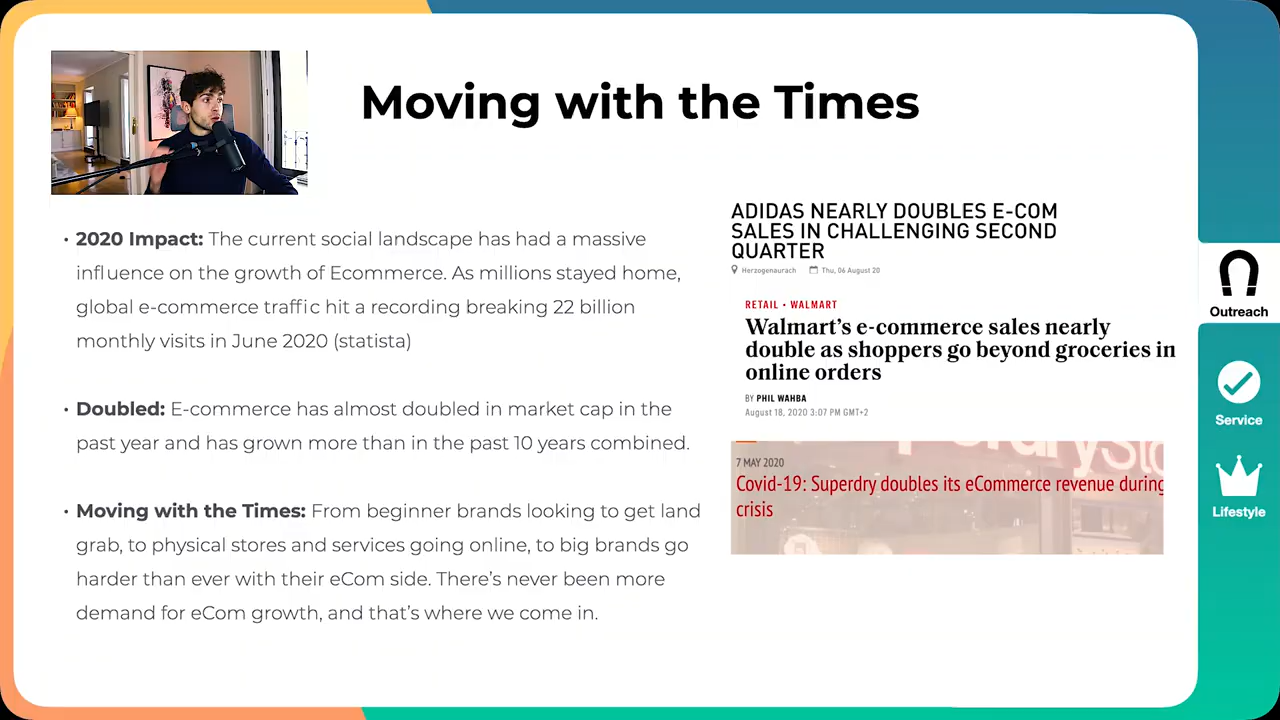 Moving with the Times
• 2020 Impact: The current social landscape has had a massive
influence on the growth of Ecommerce. As millions stayed home,
global e-commerce traffic hit a recording breaking 22 billion
monthly visits in June 2020 (statista)
• Doubled: E-commerce has almost doubled in market cap in the
past year and has grown more than in the past 10 years combined.
• Moving with the Times: From beginner brands looking to get land
grab, to physical stores and services going online, to big brands go
harder than ever with their eCom side. There's never been more
demand for eCom growth, and that's where we come in.
ADIDAS NEARLY DOUBLES E-COM
SALES IN CHALLENGING SECOND
QUARTER
Herzogenaurach Thu, 06 August 20
RETAIL • WALMART
Walmart's e-commerce sales nearly
double as shoppers go beyond groceries in
online orders
BY PHIL WAHBA
August 18, 2020 3:07 PM GMT+2
7 MAY 2020
Covid-19: Superdry doubles its eCommerce revenue during
crisis
Outreach
Service
Lifestyle